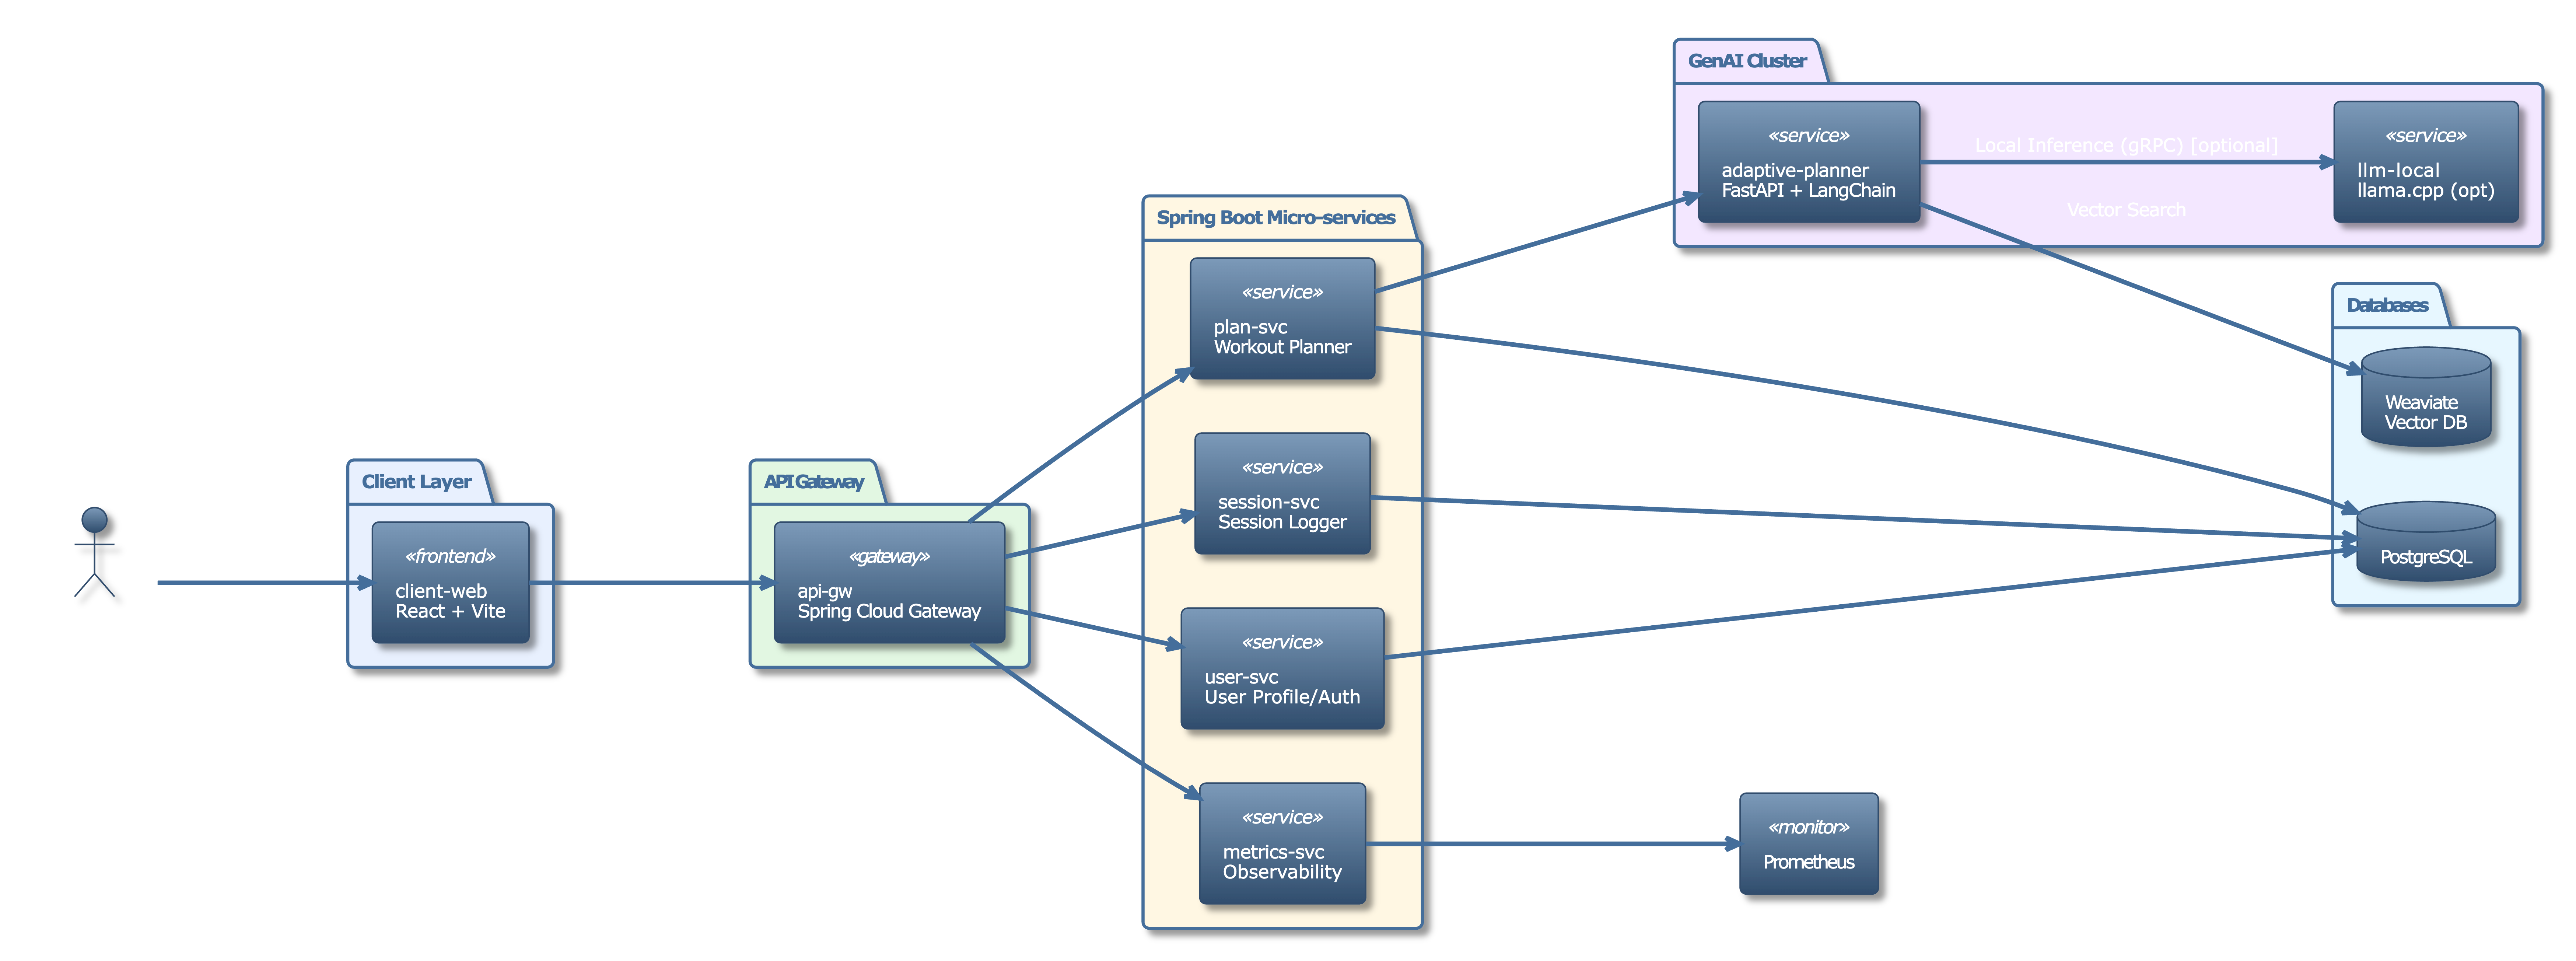 GenAI Cluster
«service»
adaptive-planner
FastAPI + LangChain
Local Inference (gRPC) [optional]
Vector Search
«service»
llm-local
llama.cpp (opt)
Spring Boot Micro-services
«service»
plan-svc
Workout Planner
«service»
session-svc
Session Logger
«service»
user-svc
User Profile/Auth
«service»
metrics-svc
Observability
Databases
Weaviate
Vector DB
PostgreSQL
Client Layer
«frontend»
client-web
React + Vite
API Gateway
«gateway»
api-gw
Spring Cloud Gateway
«monitor»
Prometheus